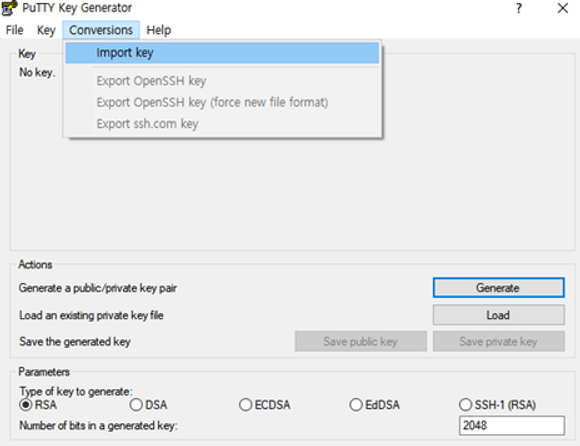 PuTTY Key Generator
? X
File Key Conversions Help
Import key
Export OpenSSH key
Export OpenSSH key (force new file format)
Export ssh.com key
Key
No key.
Actions
Generate a public/private key pair
Generate
Load an existing private key file
Load
Save the generated key
Save public key
Save private key
Parameters
Type of key to generate:
RSA DSA ECDSA EdDSA SSH-1 (RSA)
Number of bits in a generated key:
2048